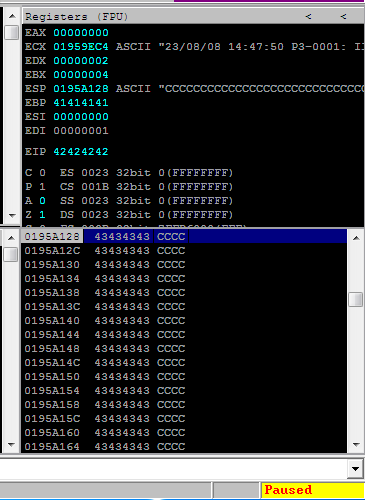 Registers (FPU) < <
EAX 00000000
ECX 01959EC4 ASCII "23/08/08 14:47:50 P3-0001: I
EDX 00000002
EBX 00000004
ESP 0195A128 ASCII "CCCCCCCCCCCCCCCCCCCCCCCCCCCCC
EBP 41414141
ESI 00000000
EDI 00000001
EIP 42424242
C 0 ES 0023 32bit 0(FFFFFFFF)
P 1 CS 001B 32bit 0(FFFFFFFF)
A 0 SS 0023 32bit 0(FFFFFFFF)
Z 1 DS 0023 32bit 0(FFFFFFFF)
0195A128 43434343 CCCC
0195A12C 43434343 CCCC
0195A130 43434343 CCCC
0195A134 43434343 CCCC
0195A138 43434343 CCCC
0195A13C 43434343 CCCC
0195A140 43434343 CCCC
0195A144 43434343 CCCC
0195A148 43434343 CCCC
0195A14C 43434343 CCCC
0195A150 43434343 CCCC
0195A154 43434343 CCCC
0195A158 43434343 CCCC
0195A15C 43434343 CCCC
0195A160 43434343 CCCC
0195A164 43434343 CCCC
Paused